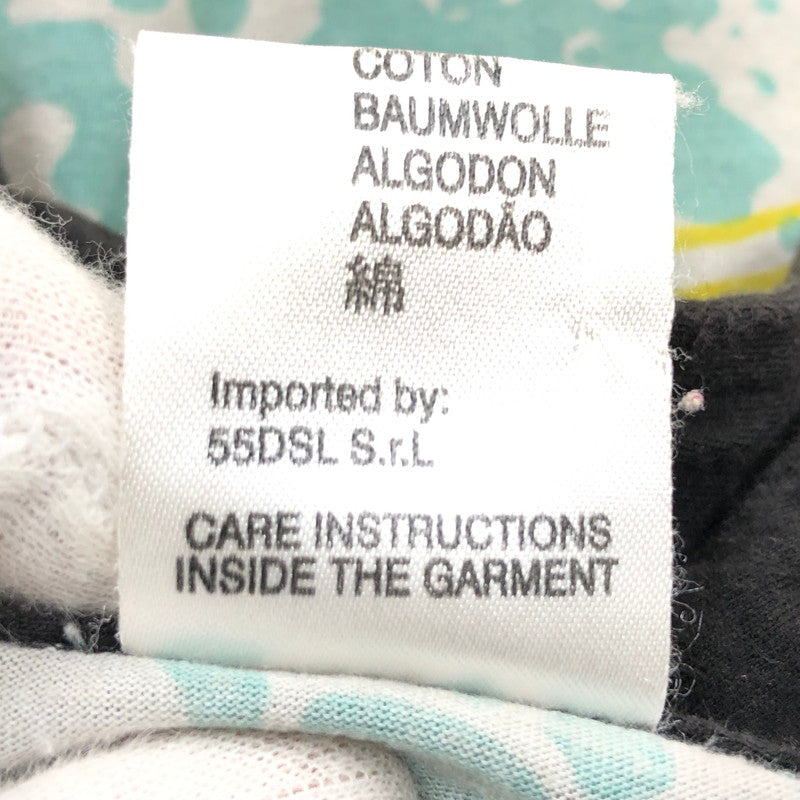 COTON
BAUMWOLLE
ALGODON
ALGODÃO
綿
Imported by:
55DSL S.r.L
CARE INSTRUCTIONS
INSIDE THE GARMENT